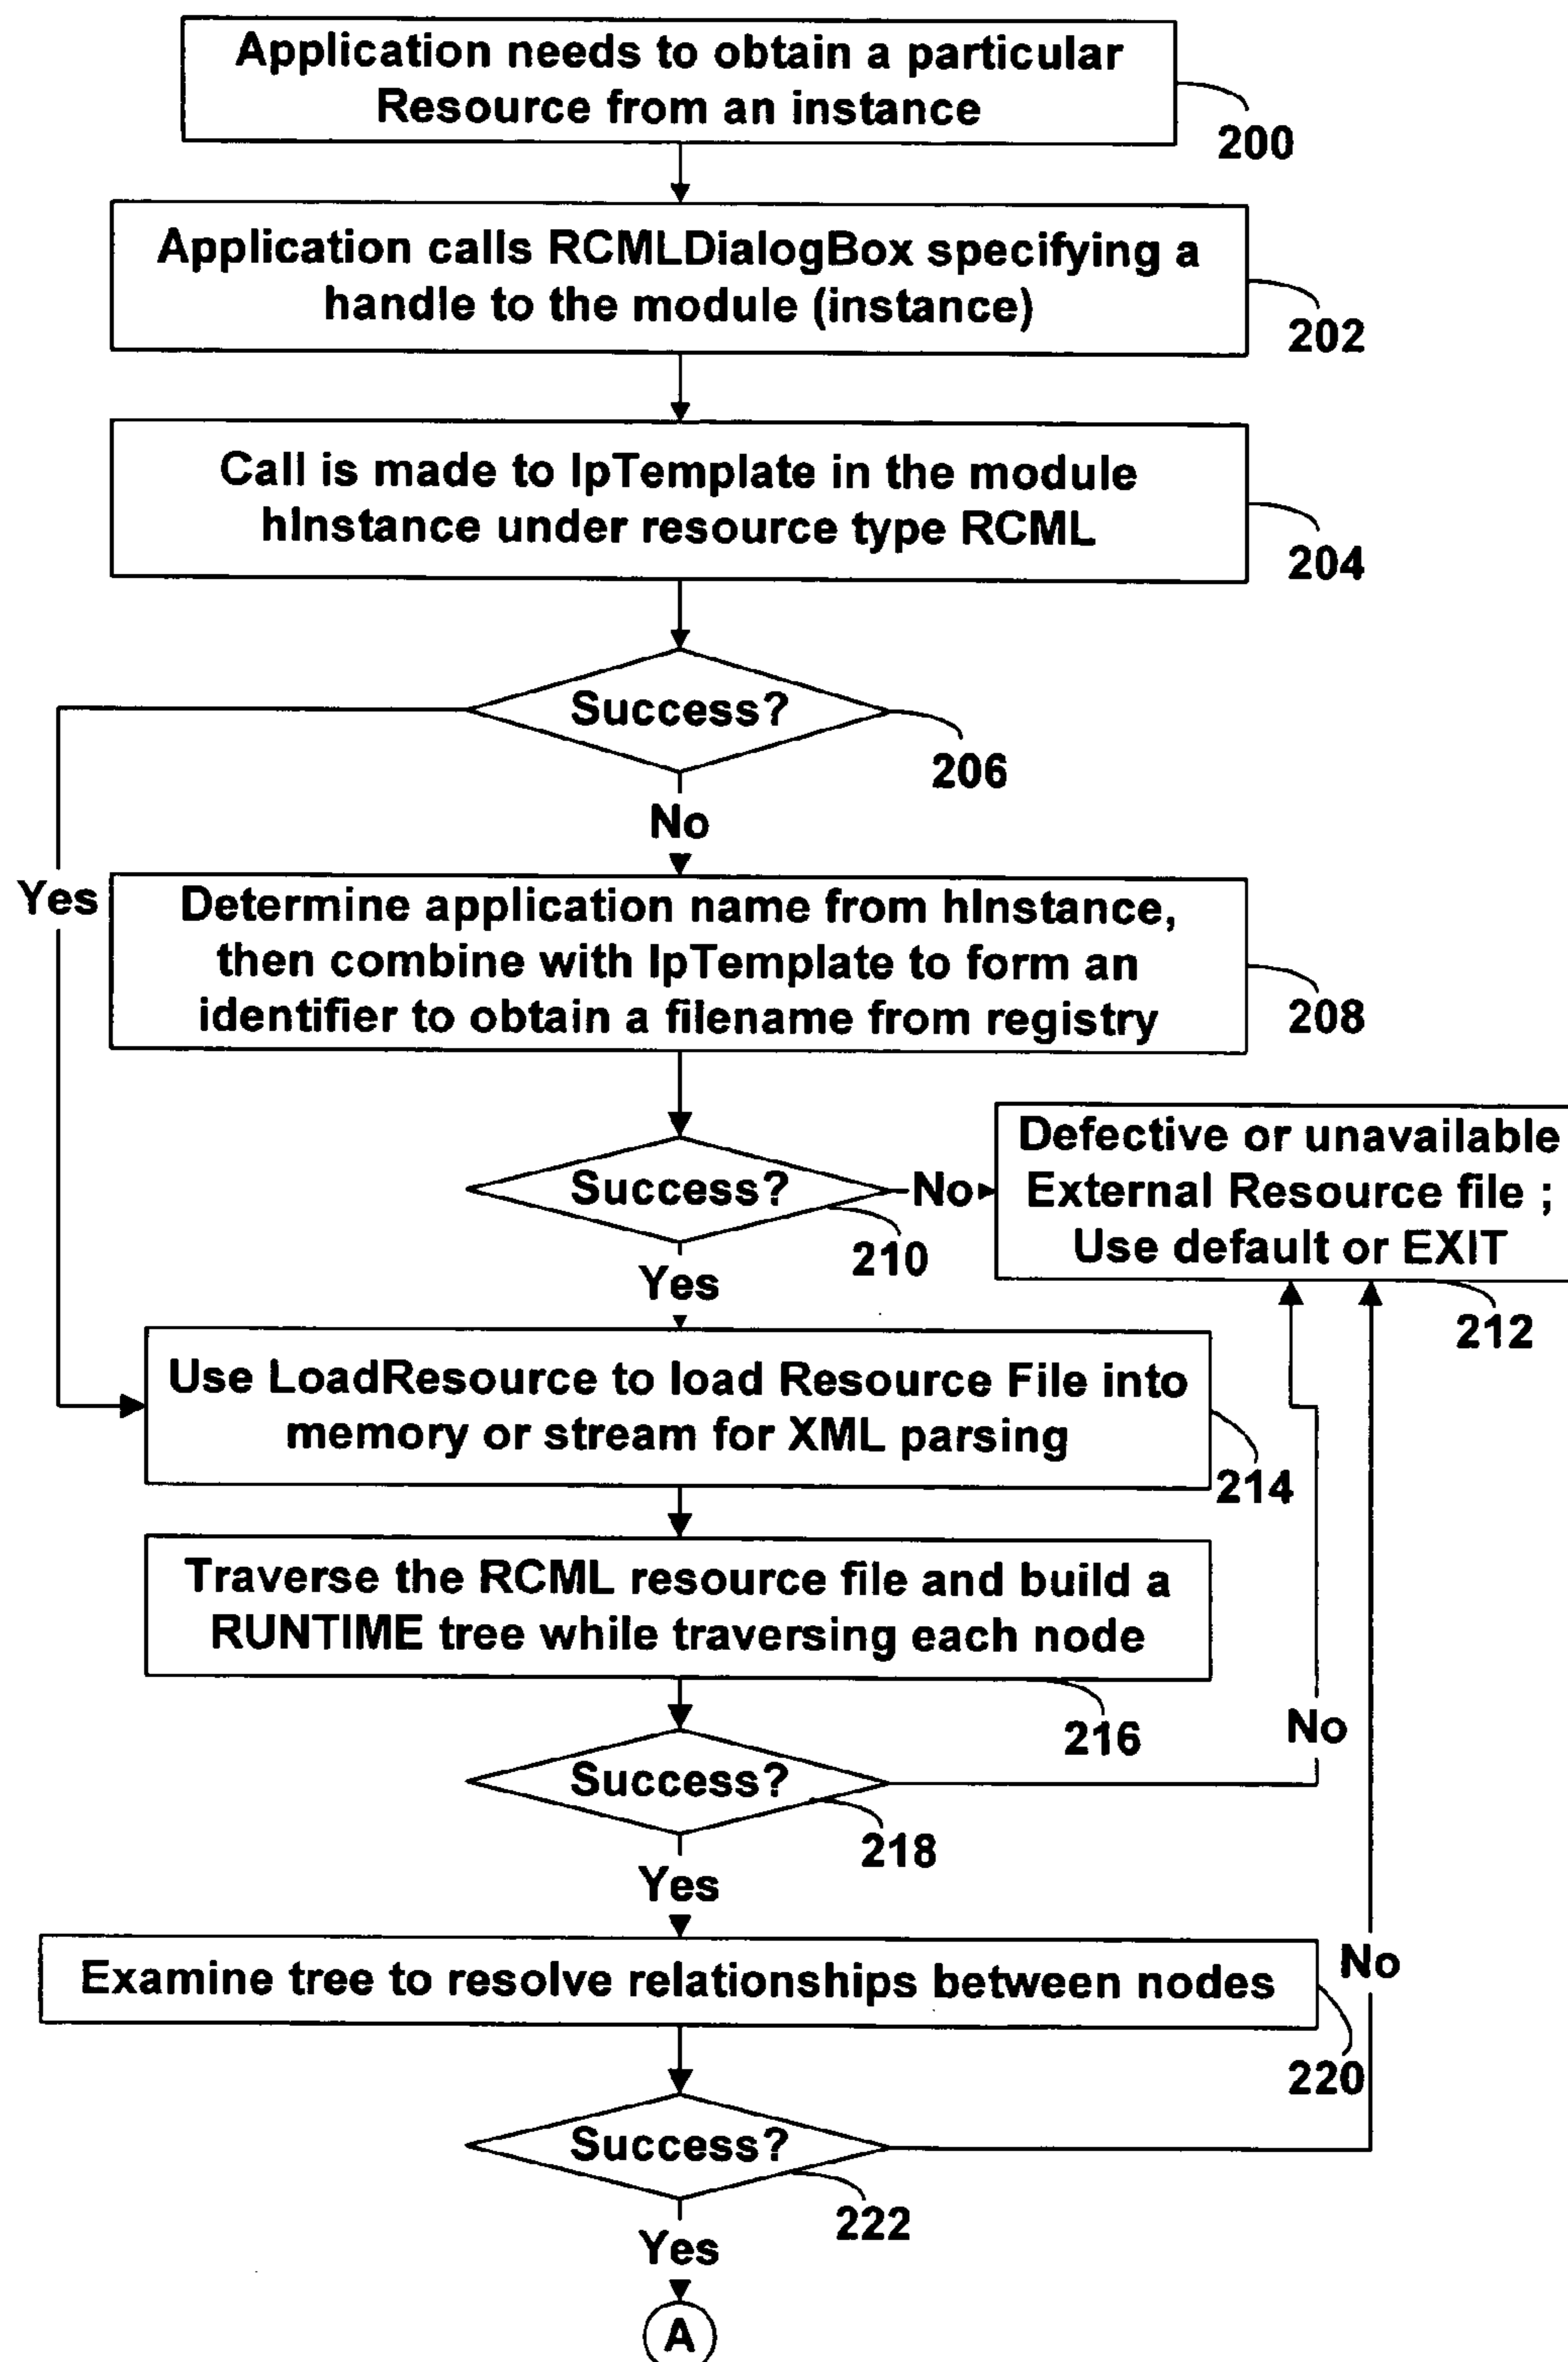 Application needs to obtain a particular
Resource from an instance
200
Application calls RCMLDialogBox specifying a
handle to the module (instance)
202
Call is made to lpTemplate in the module
hInstance under resource type RCML
204
Success?
206
No
Yes
Determine application name from hInstance,
then combine with lpTemplate to form an
identifier to obtain a filename from registry
208
Success?
210
No
Defective or unavailable
External Resource file ;
Use default or EXIT
212
Yes
Use LoadResource to load Resource File into
memory or stream for XML parsing
214
Traverse the RCML resource file and build a
RUNTIME tree while traversing each node
216
Success?
218
No
Yes
Examine tree to resolve relationships between nodes
220
No
Success?
222
Yes
A